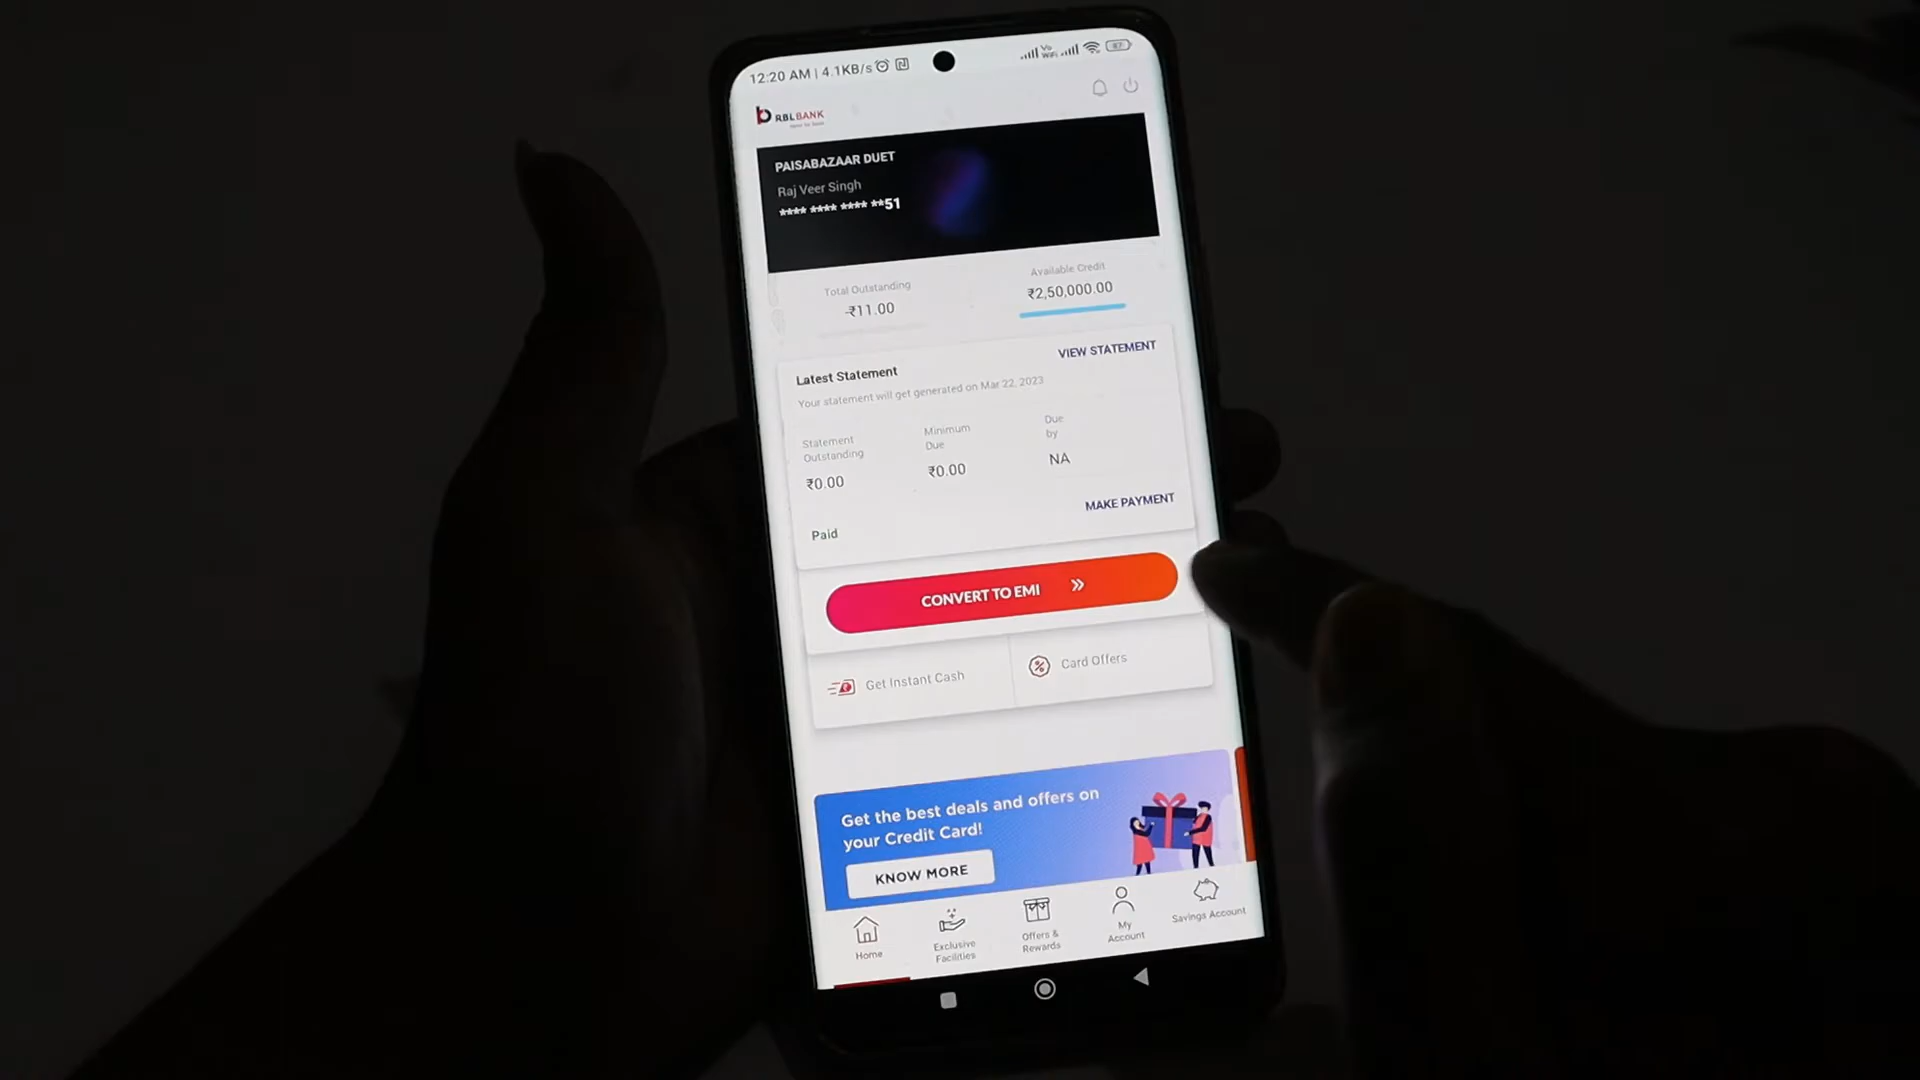 12:20 AM | 4.1KB/s
Vo
WiFi
87
RBLBANK
PAISABAZAAR DUET
Raj Veer Singh
**** **** **** **51
Total Outstanding
-₹11.00
Available Credit
₹2,50,000.00
Latest Statement
VIEW STATEMENT
Your statement will get generated on Mar 22, 2023
Statement
Outstanding
₹0.00
Minimum
Due
₹0.00
Due
by
NA
Paid
MAKE PAYMENT
CONVERT TO EMI »
Get Instant Cash
Card Offers
Get the best deals and offers on
your Credit Card!
KNOW MORE
Home
Exclusive
Facilities
Offers &
Rewards
My
Account
Savings Account